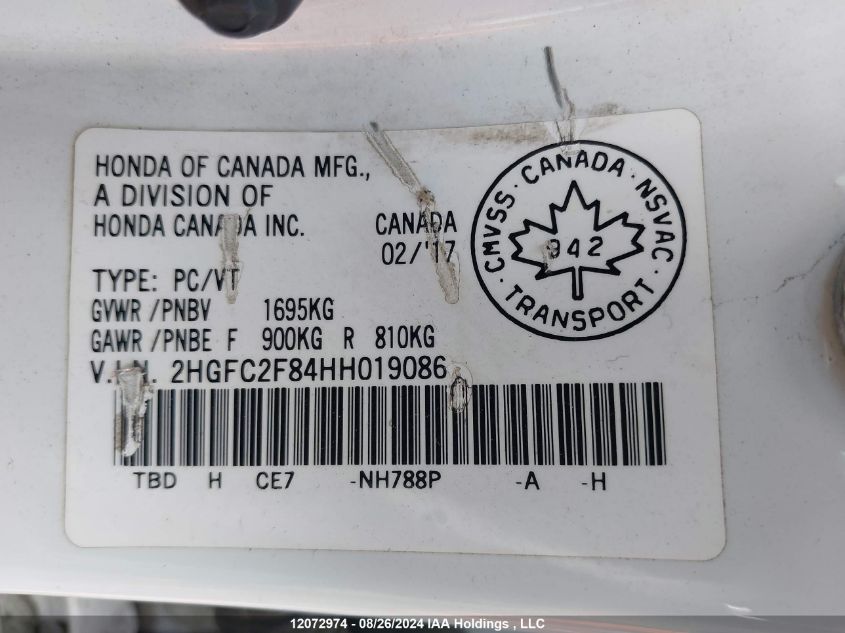 HONDA OF CANADA MFG.,
A DIVISION OF
HONDA CANADA INC.
CANADA
02/'17
TYPE: PC/VT
GVWR /PNBV 1695KG
GAWR /PNBE F 900KG R 810KG
V.I.N. 2HGFC2F84HH019086
TBD H CE7 -NH788P -A -H
CMVSS · CANADA · NSVAC · TRANSPORT ·
942
12072974 - 08/26/2024 IAA Holdings , LLC